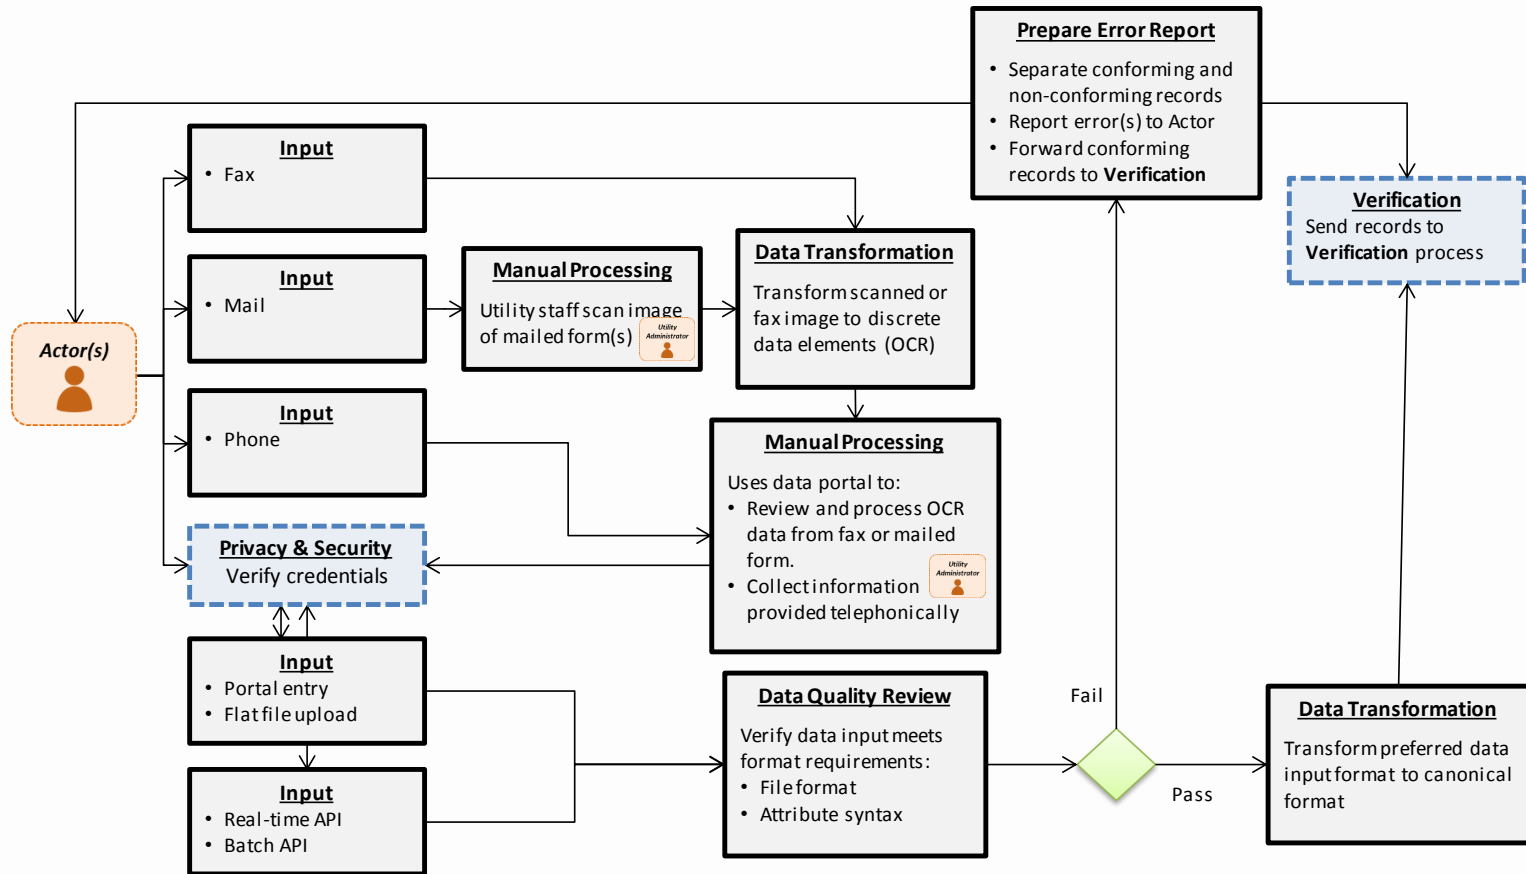 Prepare Error Report
• Separate conforming and
non-conforming records
• Report error(s) to Actor
• Forward conforming
records to Verification
Input
• Fax
Verification
Send records to
Verification process
Input
• Mail
Manual Processing
Utility staff scan image
of mailed form(s)
Utility
Administrator
Data Transformation
Transform scanned or
fax image to discrete
data elements (OCR)
Actor(s)
Input
• Phone
Manual Processing
Uses data portal to:
• Review and process OCR
data from fax or mailed
form.
• Collect information
provided telephonically
Utility
Administrator
Privacy & Security
Verify credentials
Input
• Portal entry
• Flat file upload
Input
• Real-time API
• Batch API
Data Quality Review
Verify data input meets
format requirements:
• File format
• Attribute syntax
Fail
Pass
Data Transformation
Transform preferred data
input format to canonical
format